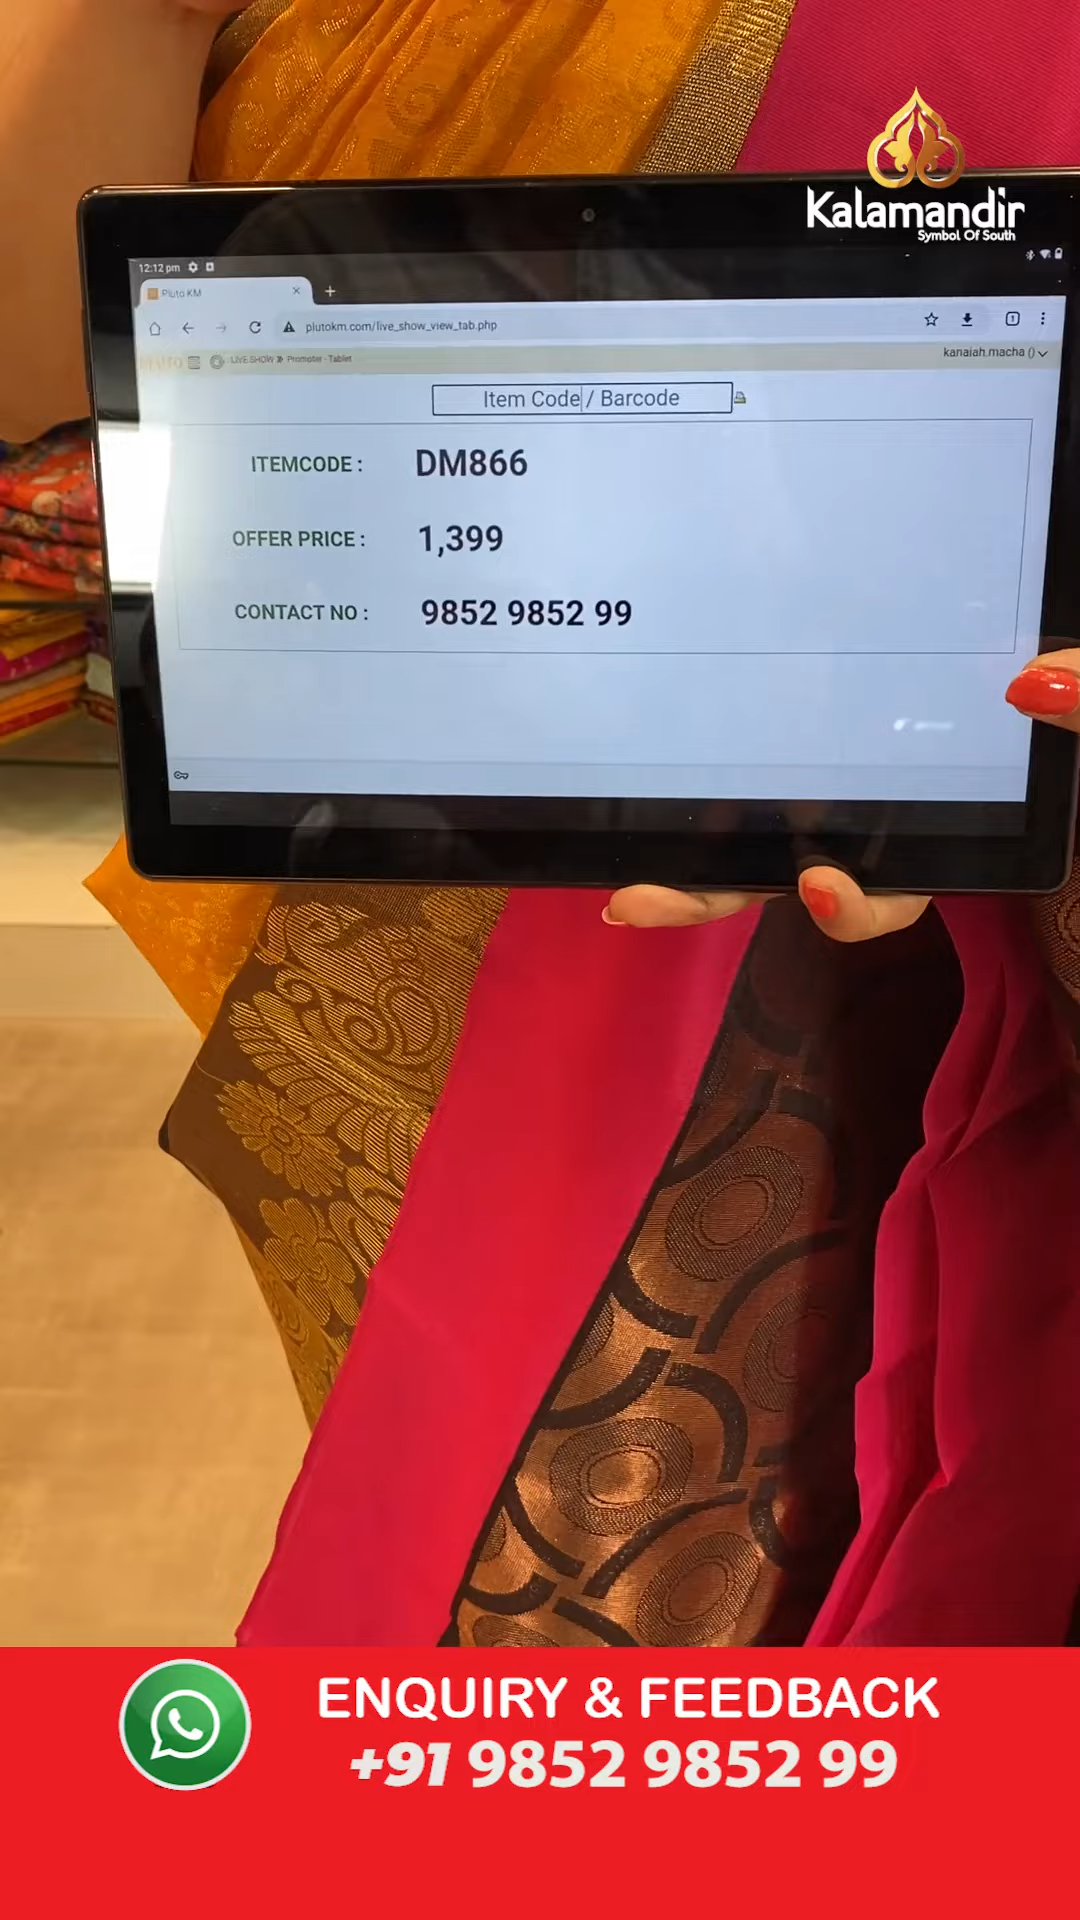 Kalamandir
Symbol Of South
12:12 pm
Pluto KM
plutokm.com/live_show_view_tab.php
LIVE SHOW » Promoter - Tablet
kanaiah.macha ()
Item Code / Barcode
ITEMCODE : DM866
OFFER PRICE : 1,399
CONTACT NO : 9852 9852 99
ENQUIRY & FEEDBACK
+91 9852 9852 99